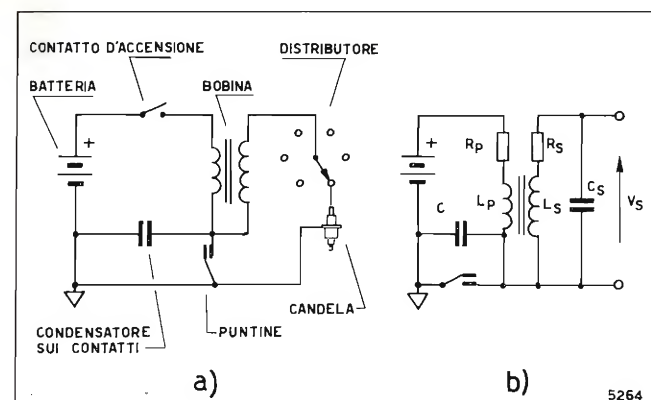 CONTATTO D'ACCENSIONE
DISTRIBUTORE
BATTERIA
BOBINA
+
CONDENSATORE
SUI CONTATTI
PUNTINE
CANDELA
a)
+
RP
RS
C
LP
LS
CS
VS
b)
5264